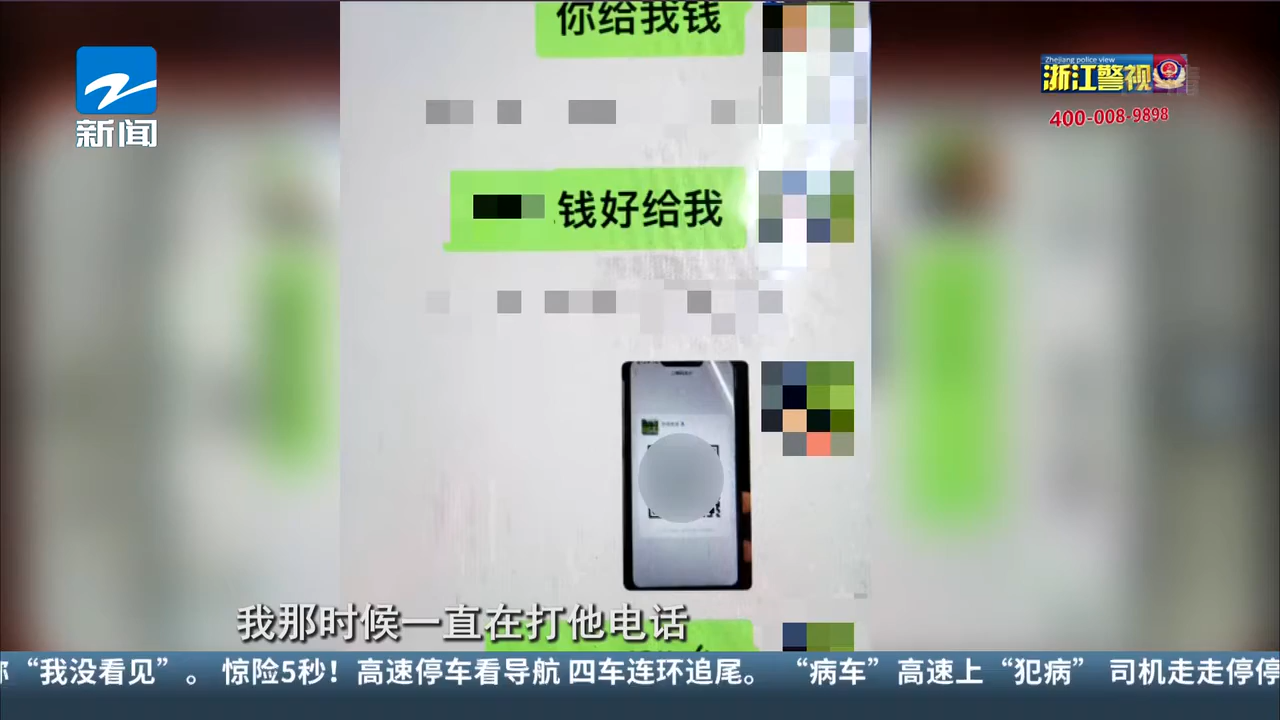 你给我钱
新闻
Zhejiang police view
浙江警视
400-008-9898
钱好给我
我那时候一直在打他电话
你“我没看见”。 惊险5秒！高速停车看导航 四车连环追尾。 “病车”高速上“犯病” 司机走走停停